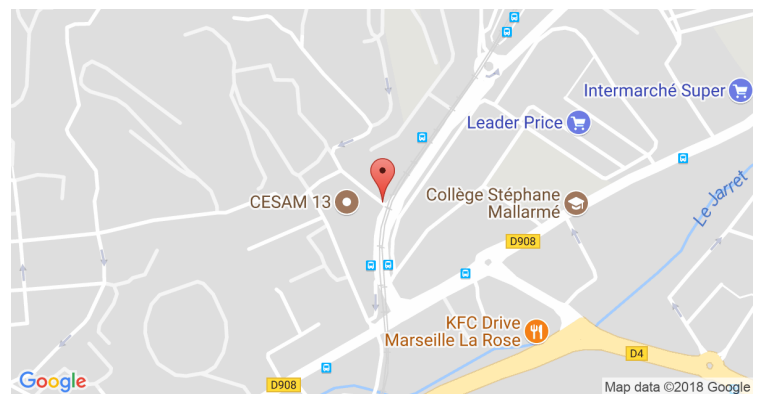 Intermarché Super
Leader Price
CESAM 13
Collège Stéphane
Mallarmé
Le Jarret
D908
KFC Drive
Marseille La Rose
D4
D908
Google
Map data ©2018 Google